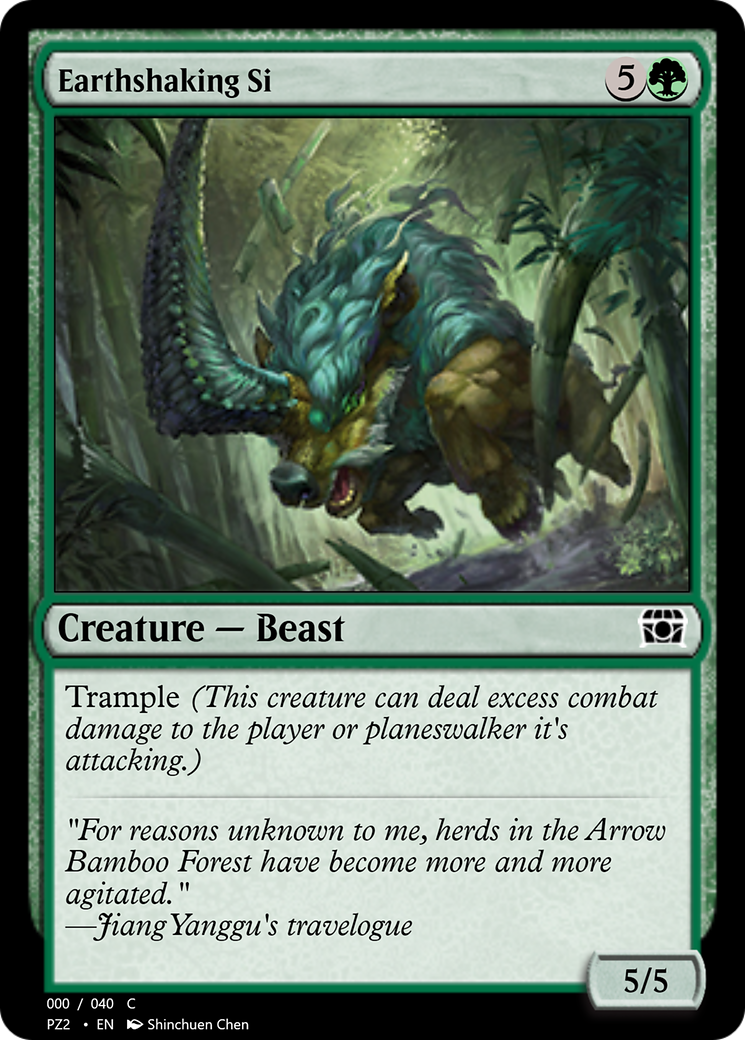 Earthshaking Si 5
Creature — Beast
Trample (This creature can deal excess combat
damage to the player or planeswalker it's
attacking.)
"For reasons unknown to me, herds in the Arrow
Bamboo Forest have become more and more
agitated."
—Jiang Yanggu's travelogue
5/5
000 / 040 C
PZ2 • EN Shinchuen Chen